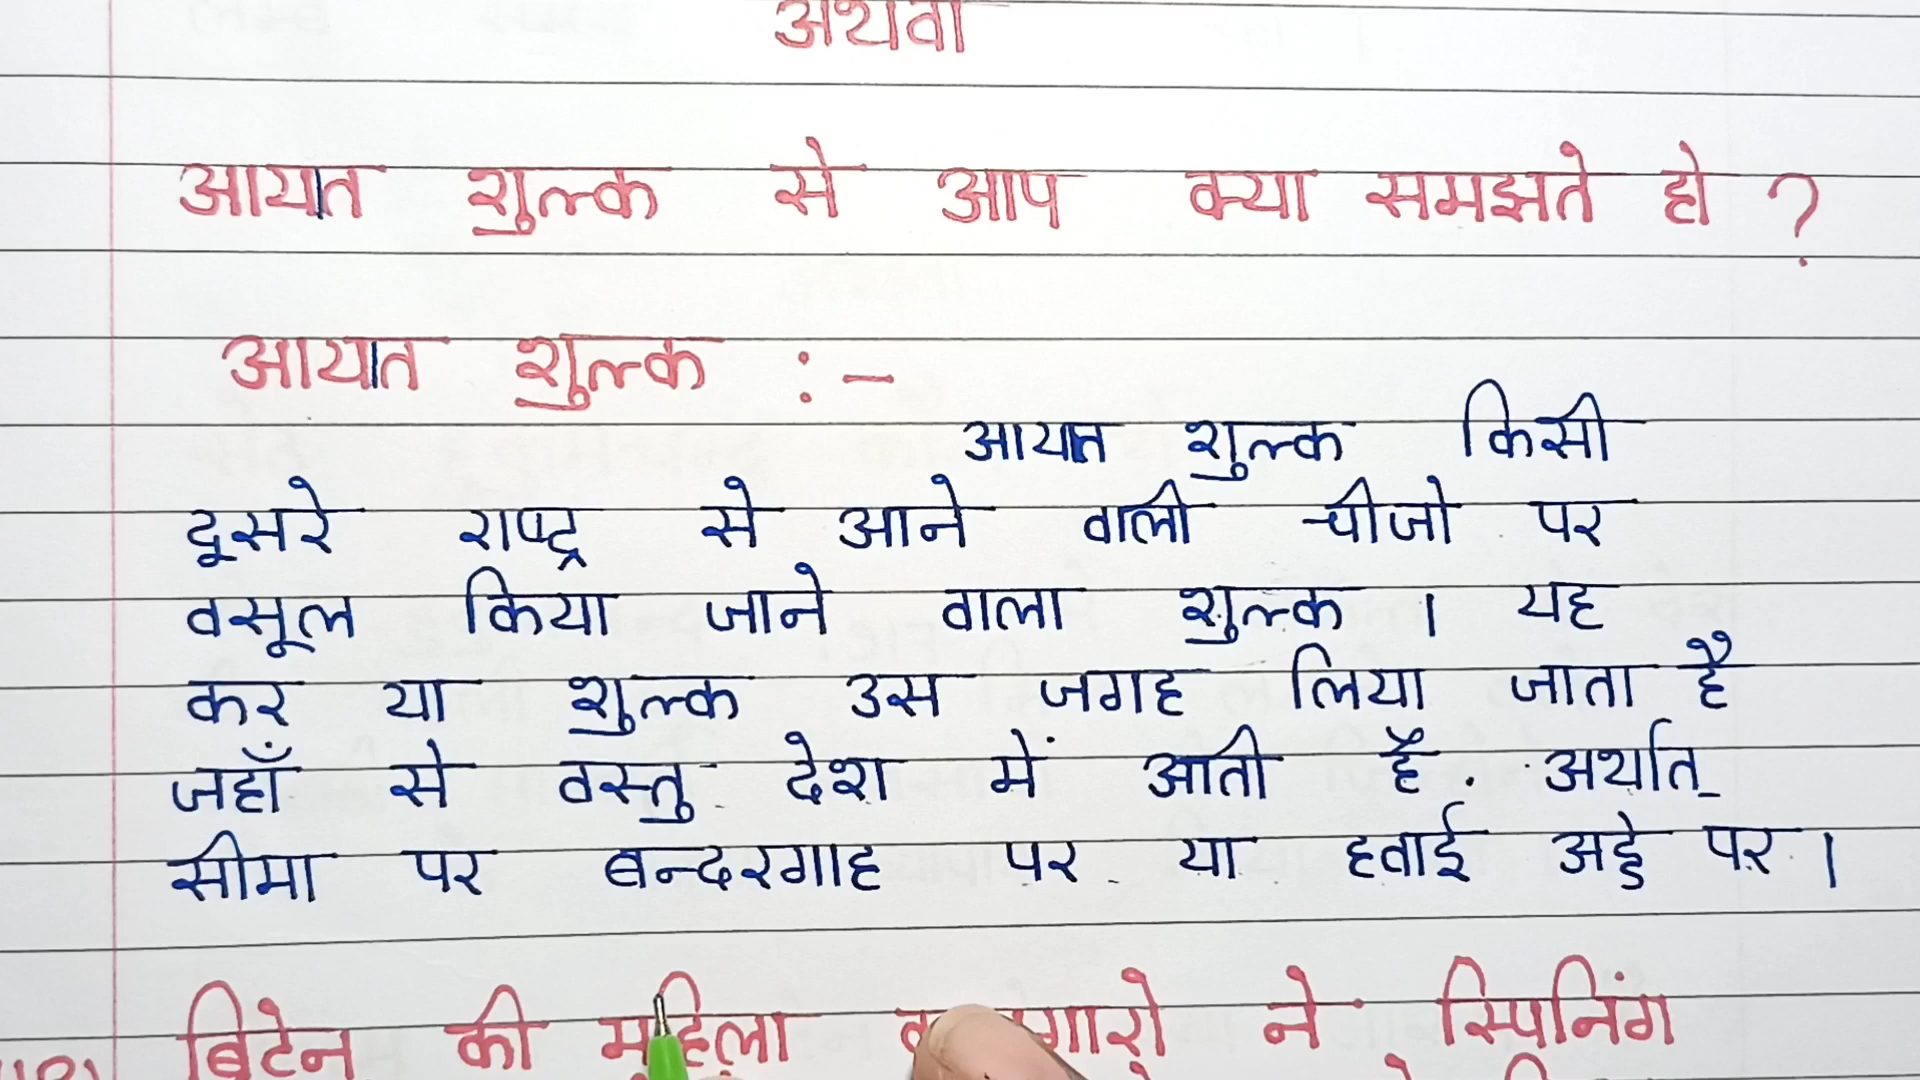 अथवा
आयात शुल्क से आप क्या समझते हो ?
आयात शुल्क :-
आयात शुल्क किसी
दूसरे राष्ट्र से आने वाली चीजो पर
वसूल किया जाने वाला शुल्क । यह
कर या शुल्क उस जगह लिया जाता है
जहाँ से वस्तु देश में आती है . अर्थात्
सीमा पर बन्दरगाह पर या हवाई अड्डे पर ।
ब्रिटेन की महिला ने स्पिनिंग